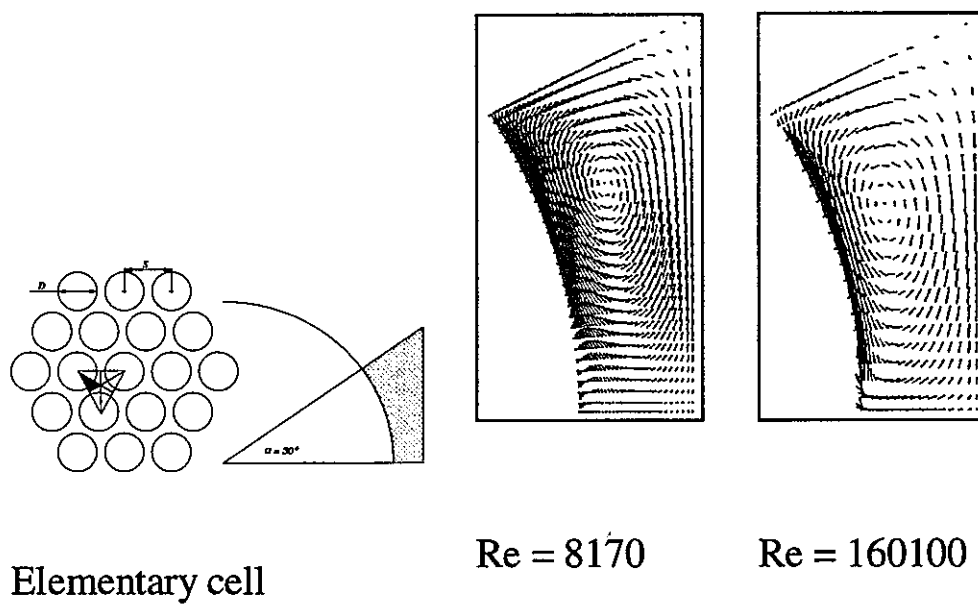 S
D
α = 30°
Re = 8170
Re = 160100
Elementary cell